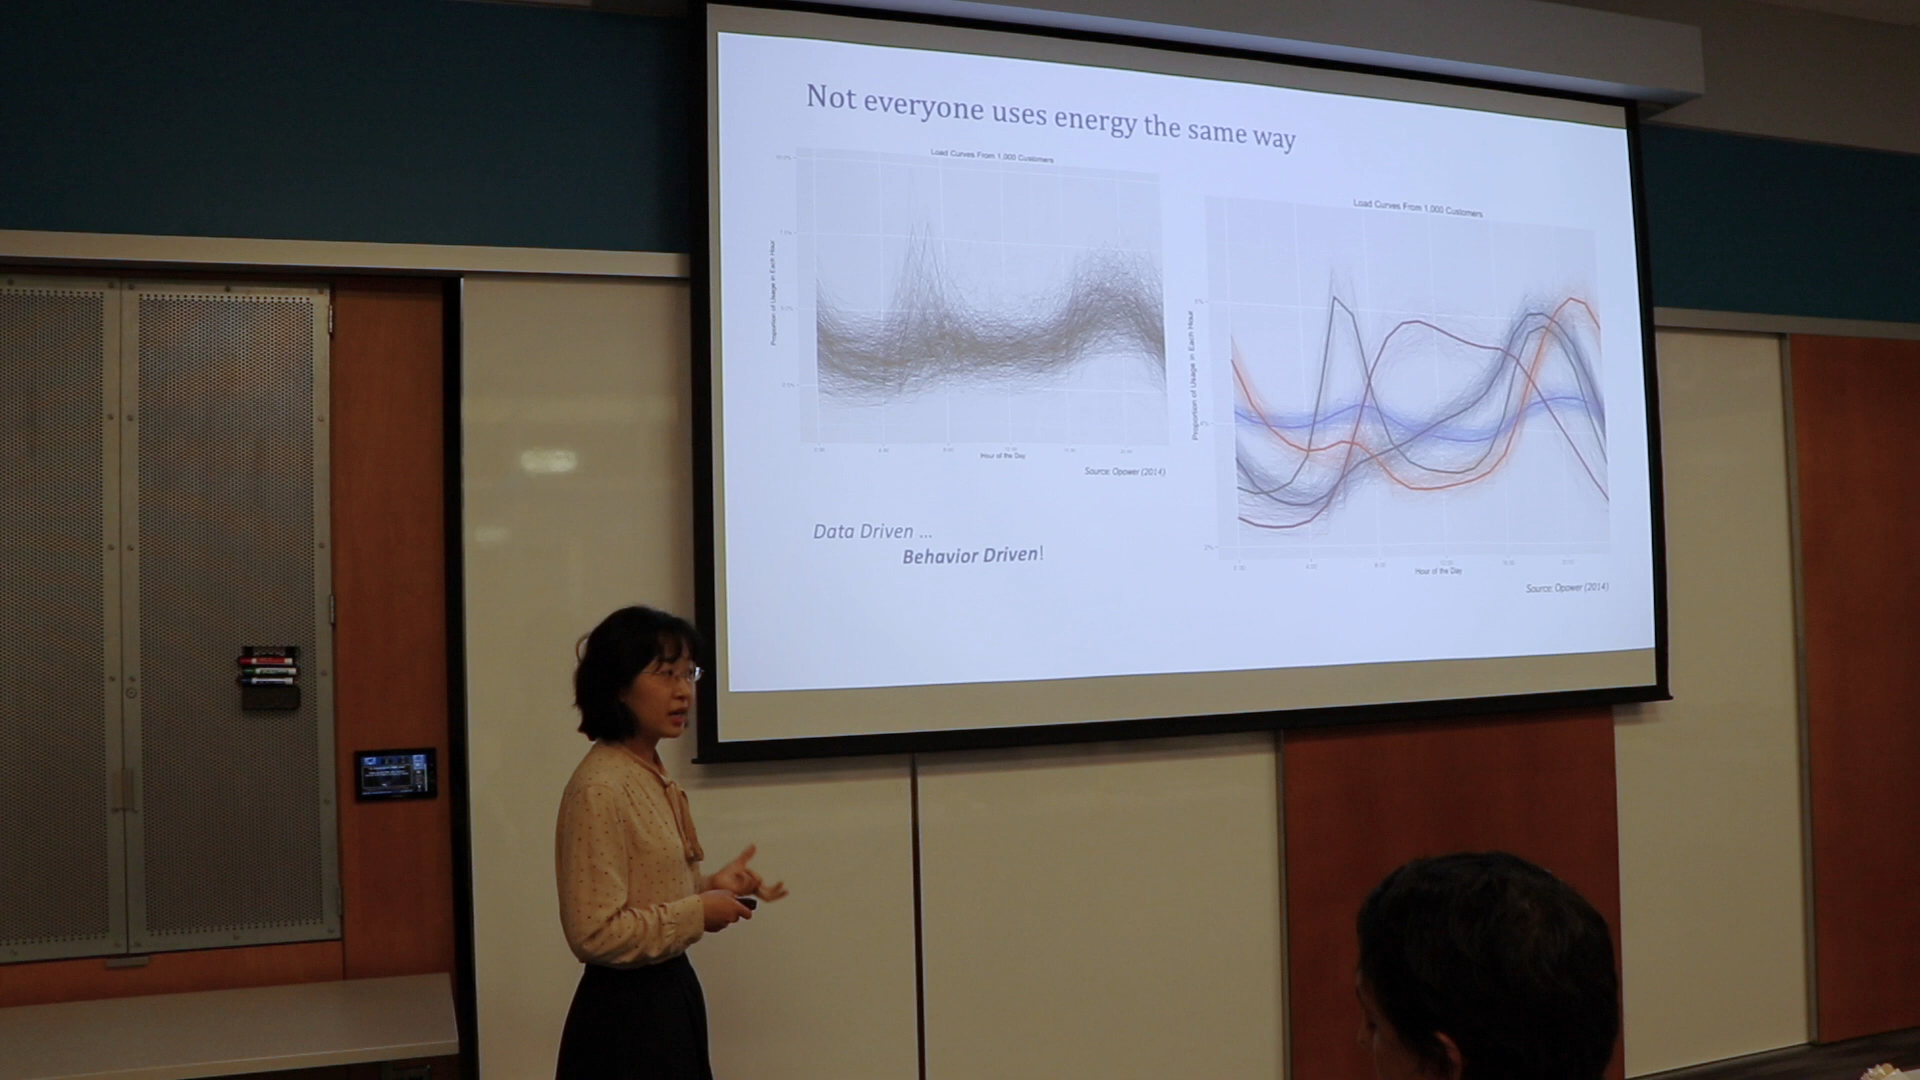 Not everyone uses energy the same way
Load Curves From 1,000 Customers
Proportion of Usage in Each Hour
Hour of the Day
Source: Opower (2014)
Data Driven ...
Behavior Driven!
Load Curves From 1,000 Customers
Proportion of Usage in Each Hour
Hour of the Day
Source: Opower (2014)